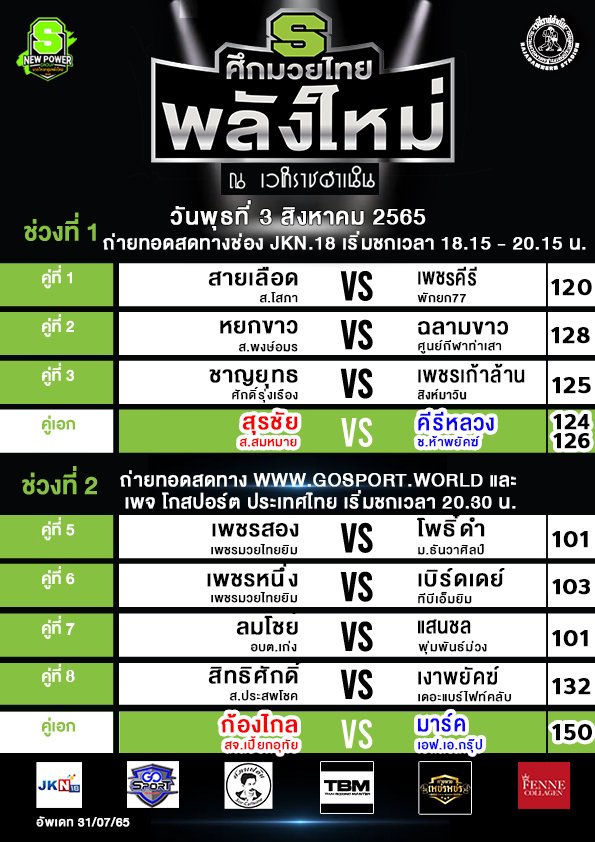 S
NEW POWER
GROUP
RAJADAMNERN STADIUM
S
ศึกมวยไทย
พลังใหม่
ณ เวทีราชดำเนิน
วันพุธที่ 3 สิงหาคม 2565
ช่วงที่ 1
ถ่ายทอดสดทางช่อง JKN.18 เริ่มชกเวลา 18.15 - 20.15 น.
คู่ที่ 1 สายเลือด VS เพชรคีรี 120
ส.โสภา พักยก77
คู่ที่ 2 หยกขาว VS ฉลามขาว 128
ส.พงษ์อมร ศูนย์กีฬาท่าเสา
คู่ที่ 3 ชาญยุทธ VS เพชรเก้าล้าน 125
ศักดิ์รุ่งเรือง สิงห์มาวิน
คู่เอก สุรชัย VS คีรีหลวง 124
ส.สมหมาย ช.ห้าพยัคฆ์ 126
ช่วงที่ 2
ถ่ายทอดสดทาง WWW.GOSPORT.WORLD และ
เพจ โกสปอร์ต ประเทศไทย เริ่มชกเวลา 20.30 น.
คู่ที่ 5 เพชรสอง VS โพธิ์ดำ 101
เพชรมวยไทยยิม ม.ธันวาศิลป์
คู่ที่ 6 เพชรหนึ่ง VS เบิร์ดเดย์ 103
เพชรมวยไทยยิม ทีบีเอ็มยิม
คู่ที่ 7 ลมโชย VS แสนชล 101
อบต.เก่ง พุ่มพันธ์ม่วง
คู่ที่ 8 สิทธิศักดิ์ VS เงาพยัคฆ์ 132
ส.ประสพโชค เดอะแบร์ไฟท์คลับ
คู่เอก ก้องไกล VS มาร์ค 150
สจ.เปี๊ยกอุทัย เอฟ.เอ.กรุ๊ป
JKN 18
GO SPORT
TBM
THAI BOXING MASTER
FENNE
COLLAGEN
อัพเดท 31/07/65